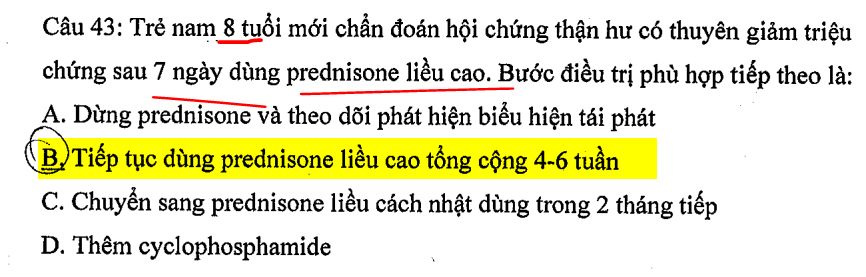 Câu 43: Trẻ nam 8 tuổi mới chẩn đoán hội chứng thận hư có thuyên giảm triệu
chứng sau 7 ngày dùng prednisone liều cao. Bước điều trị phù hợp tiếp theo là:
A. Dừng prednisone và theo dõi phát hiện biểu hiện tái phát
B. Tiếp tục dùng prednisone liều cao tổng cộng 4-6 tuần
C. Chuyển sang prednisone liều cách nhật dùng trong 2 tháng tiếp
D. Thêm cyclophosphamide